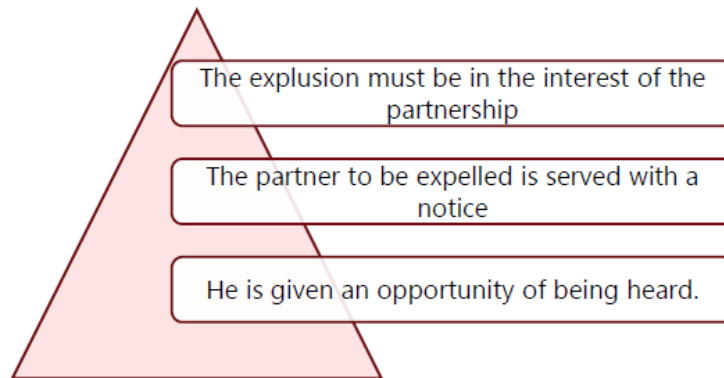 The explusion must be in the interest of the
partnership
The partner to be expelled is served with a
notice
He is given an opportunity of being heard.